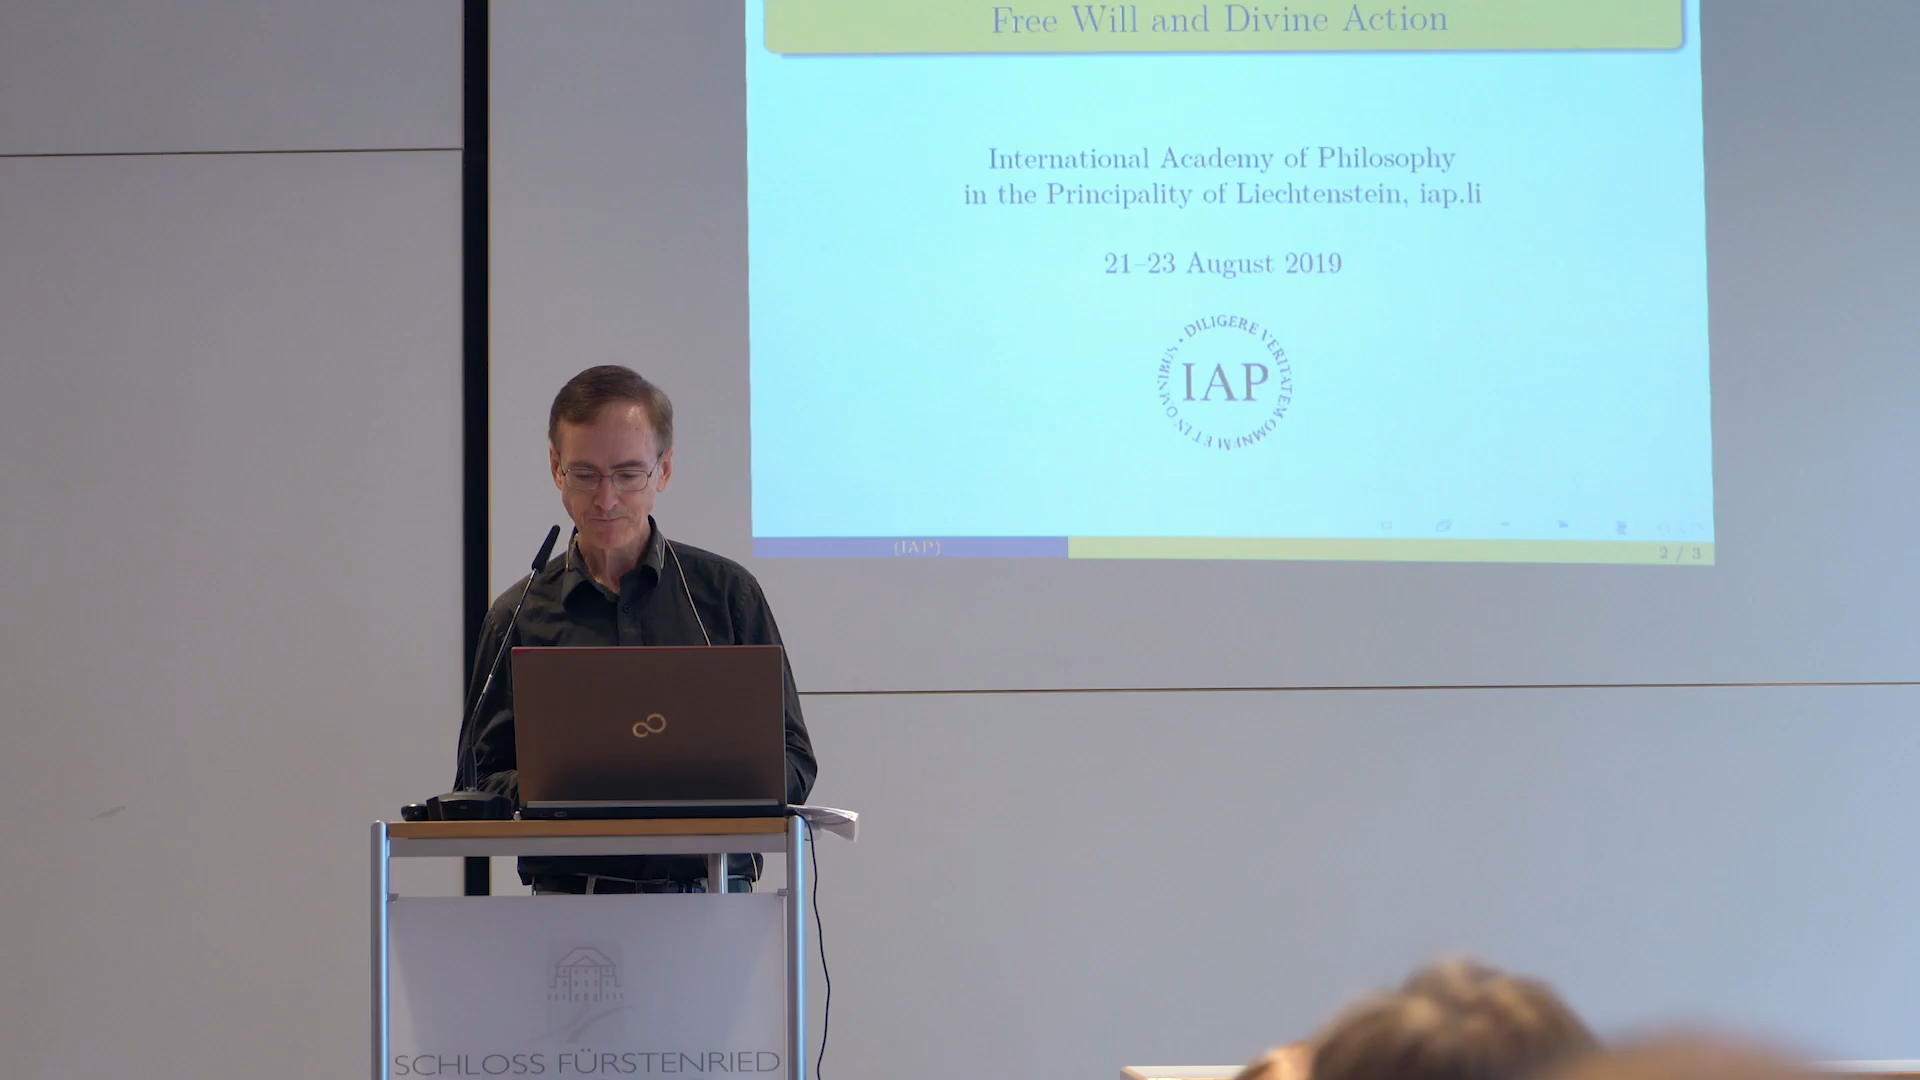 Free Will and Divine Action
International Academy of Philosophy
in the Principality of Liechtenstein, iap.li
21–23 August 2019
DILIGERE VERITATEM OMNEM ET IN OMNIBUS •
IAP
(IAP)
2 / 3
SCHLOSS FÜRSTENRIED